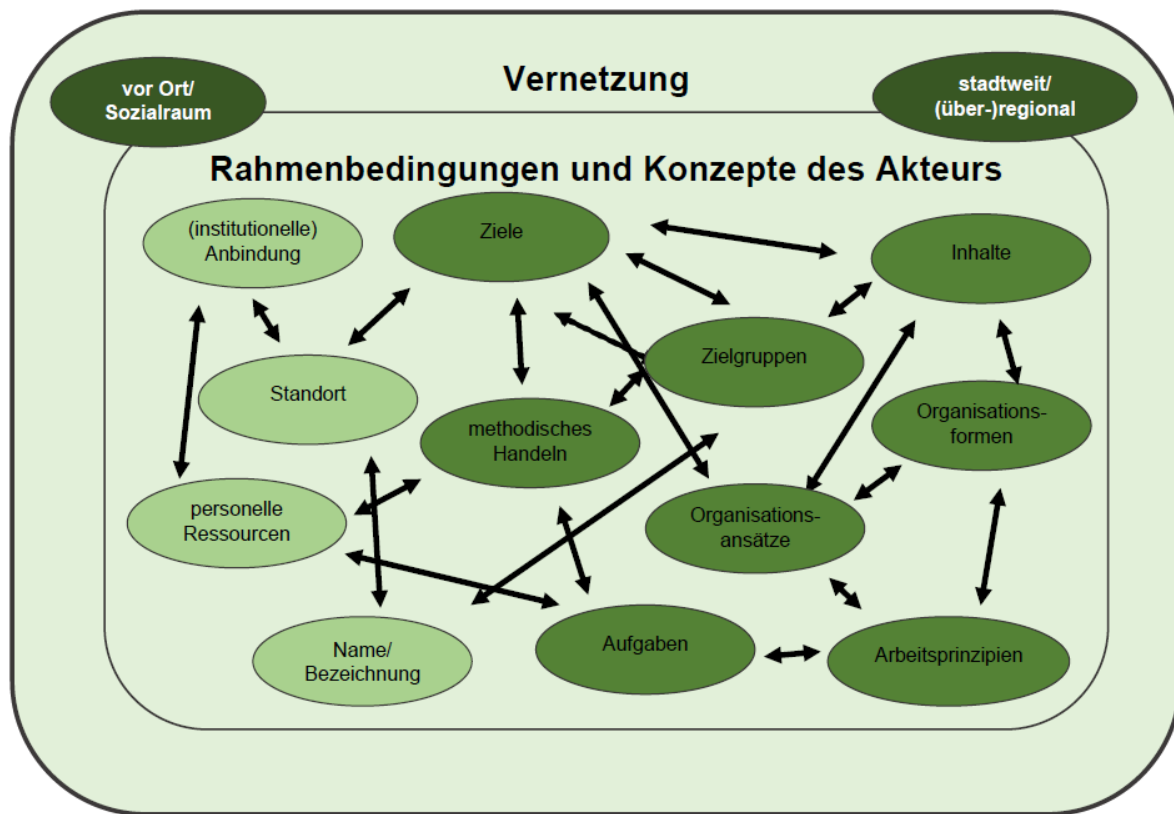 vor Ort/
Sozialraum
Vernetzung
stadtweit/
(über-)regional
Rahmenbedingungen und Konzepte des Akteurs
(institutionelle)
Anbindung
Ziele
Inhalte
Zielgruppen
Standort
methodisches
Handeln
Organisations-
formen
personelle
Ressourcen
Organisations-
ansätze
Name/
Bezeichnung
Aufgaben
Arbeitsprinzipien